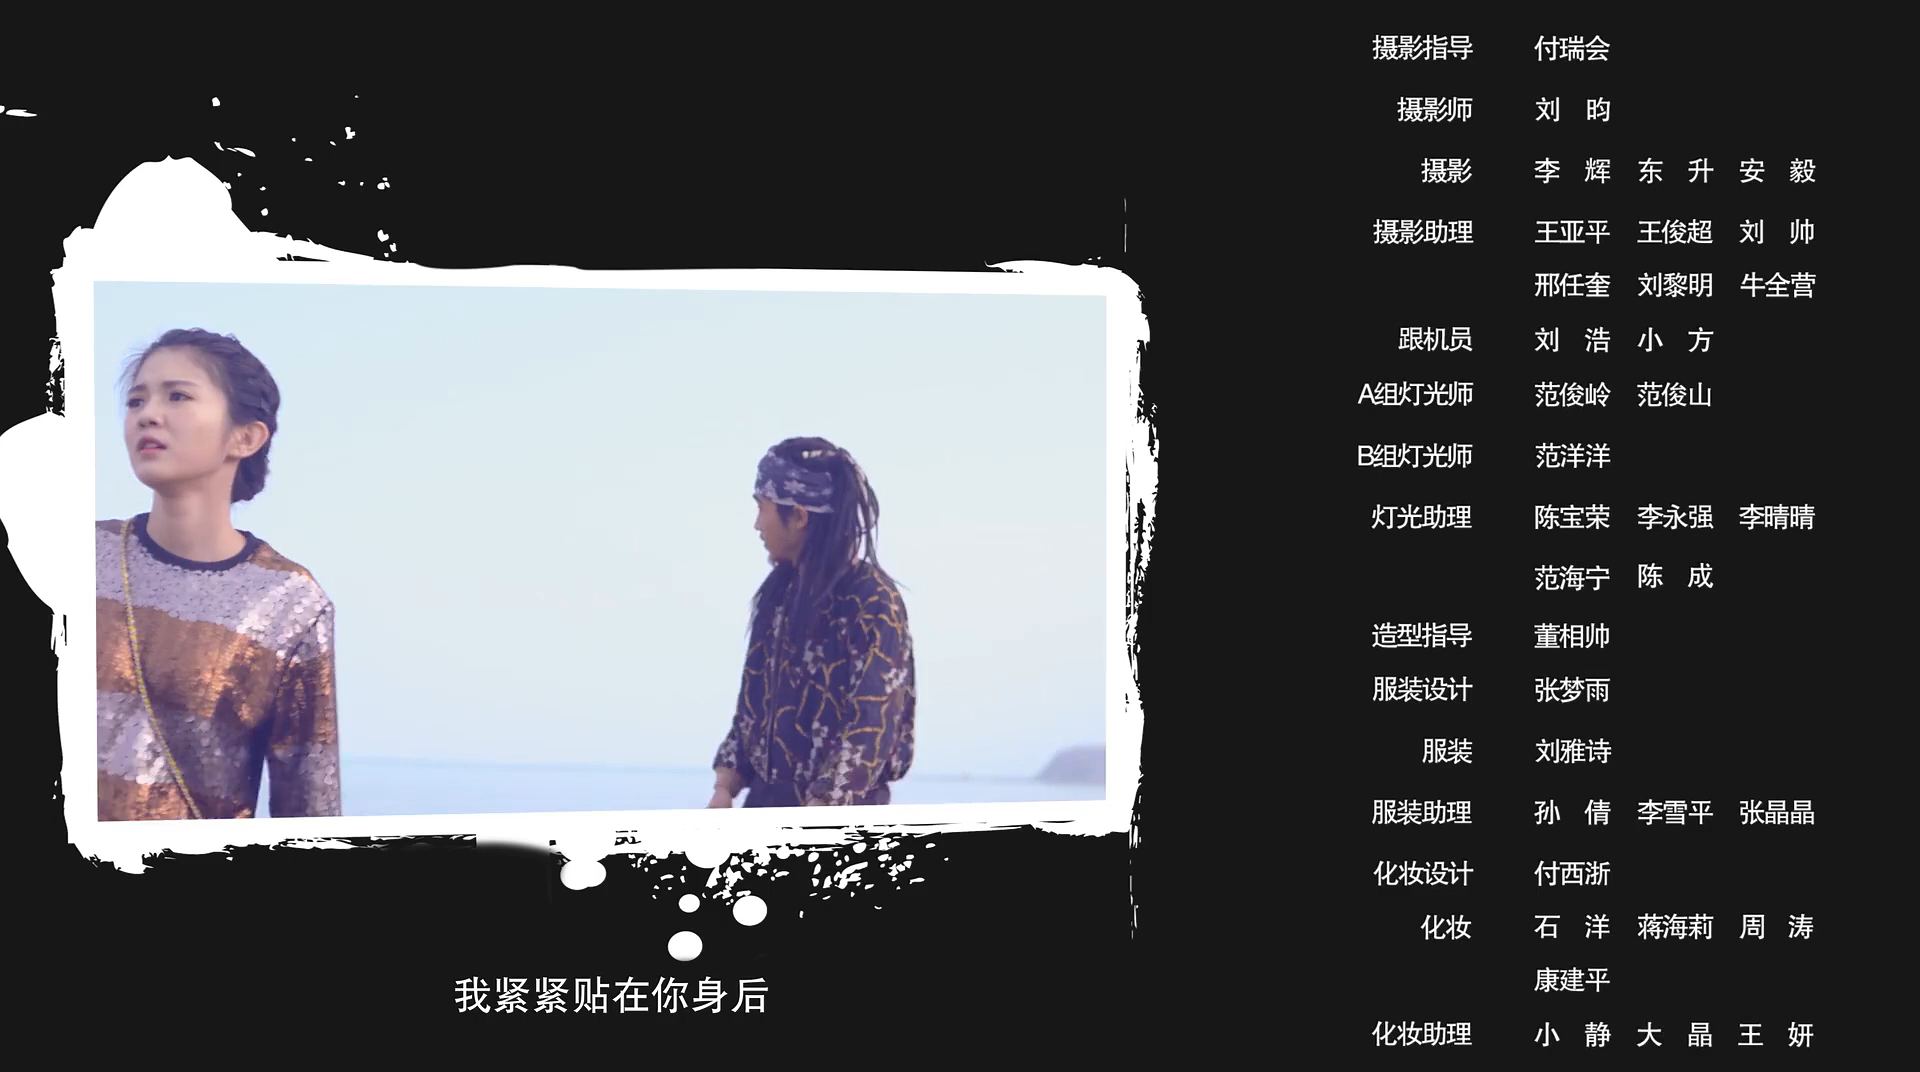 摄影指导 付瑞会
摄影师 刘 昀
摄影 李 辉 东 升 安 毅
摄影助理 王亚平 王俊超 刘 帅
邢任奎 刘黎明 牛全营
跟机员 刘 浩 小 方
A组灯光师 范俊岭 范俊山
B组灯光师 范洋洋
灯光助理 陈宝荣 李永强 李晴晴
范海宁 陈 成
造型指导 董相帅
服装设计 张梦雨
服装 刘雅诗
服装助理 孙 倩 李雪平 张晶晶
化妆设计 付西浙
化妆 石 洋 蒋海莉 周 涛
康建平
化妆助理 小 静 大 晶 王 妍
我紧紧贴在你身后